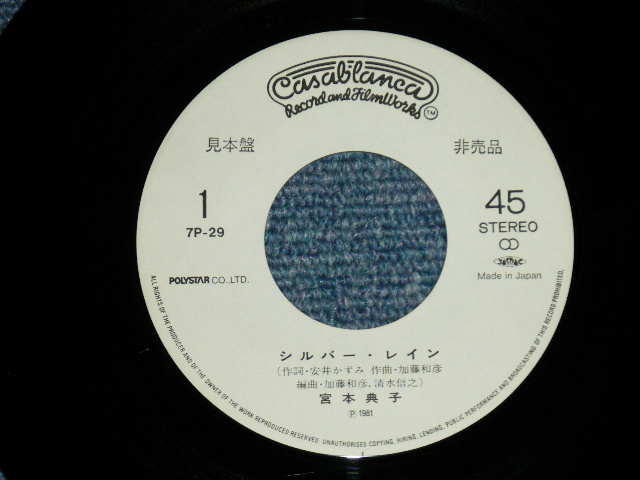 Casablanca
Record and FilmWorks
TM
見本盤
非売品
1
7P-29
45
STEREO
JASRAC
POLYSTAR CO.,LTD.
Made in Japan
シルバー・レイン
(作詞・安井かずみ 作曲・加藤和彦
編曲・加藤和彦,清水信之)
宮本典子
Ⓟ 1981
ALL RIGHTS OF THE PRODUCER AND OF THE OWNER OF THE WORK REPRODUCED RESERVED. UNAUTHORISED COPYING, HIRING, LENDING, PUBLIC PERFORMANCE AND BROADCASTING OF THIS RECORD PROHIBITED.